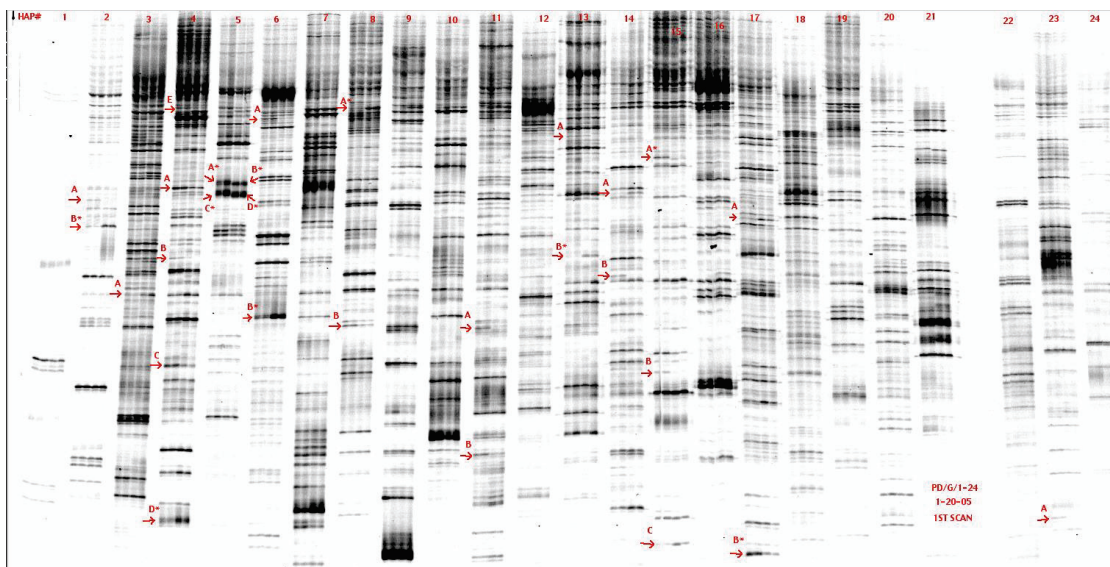 HAP# 1 2 3 4 5 6 7 8 9 10 11 12 13 14 15 16 17 18 19 20 21 22 23 24
A
B*
A
E
A
B
C
D*
A*
B*
C*
D*
A
B*
A*
B
A
B
A
B*
A
B
A*
B
C
A
B*
A
PD/G/1-24
1-20-05
1ST SCAN